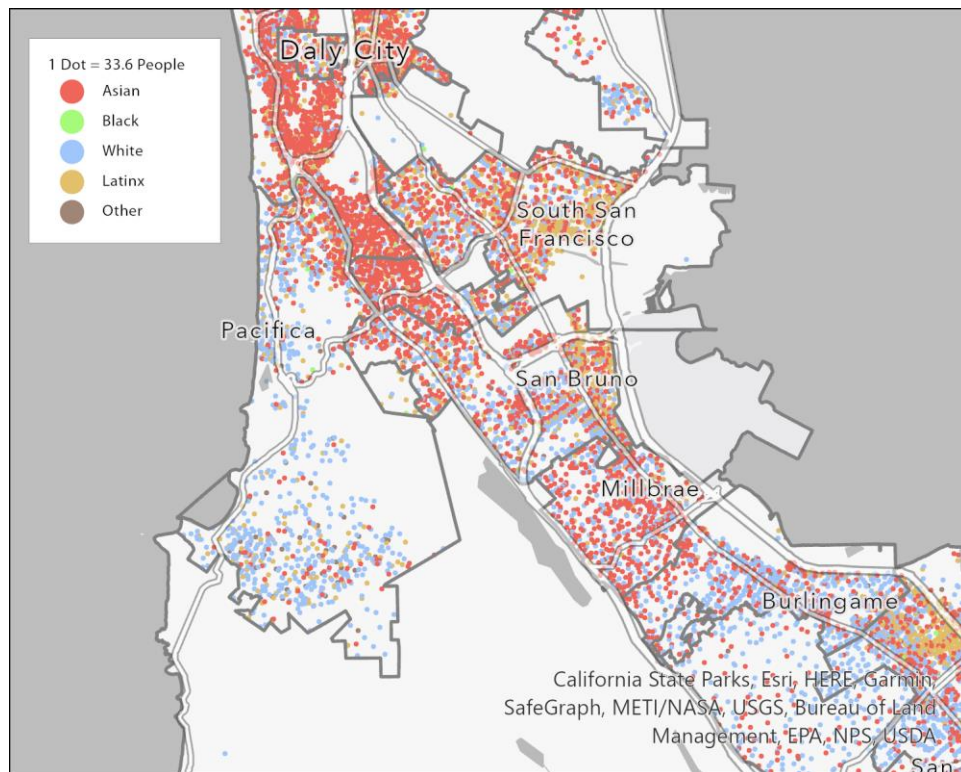 1 Dot = 33.6 People
Asian
Black
White
Latinx
Other
Daly City
South San
Francisco
Pacifica
San Bruno
Millbrae
Burlingame
California State Parks, Esri, HERE, Garmin,
SafeGraph, METI/NASA, USGS, Bureau of Land
Management, EPA, NPS, USDA
San